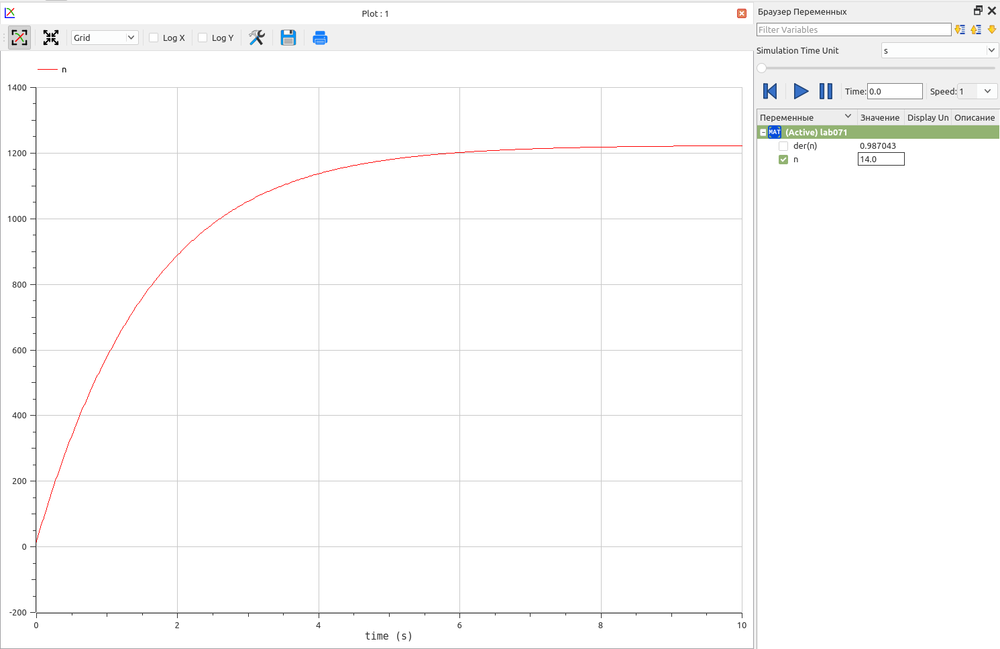 Plot : 1
Grid
Log X
Log Y
n
1400
1200
1000
800
600
400
200
0
-200
0 2 4 6 8 10
time (s)
Браузер Переменных
Filter Variables
Simulation Time Unit s
Time: 0.0 Speed: 1
Переменные Значение Display Un Описание
MAT (Active) lab071
der(n) 0.987043
n 14.0